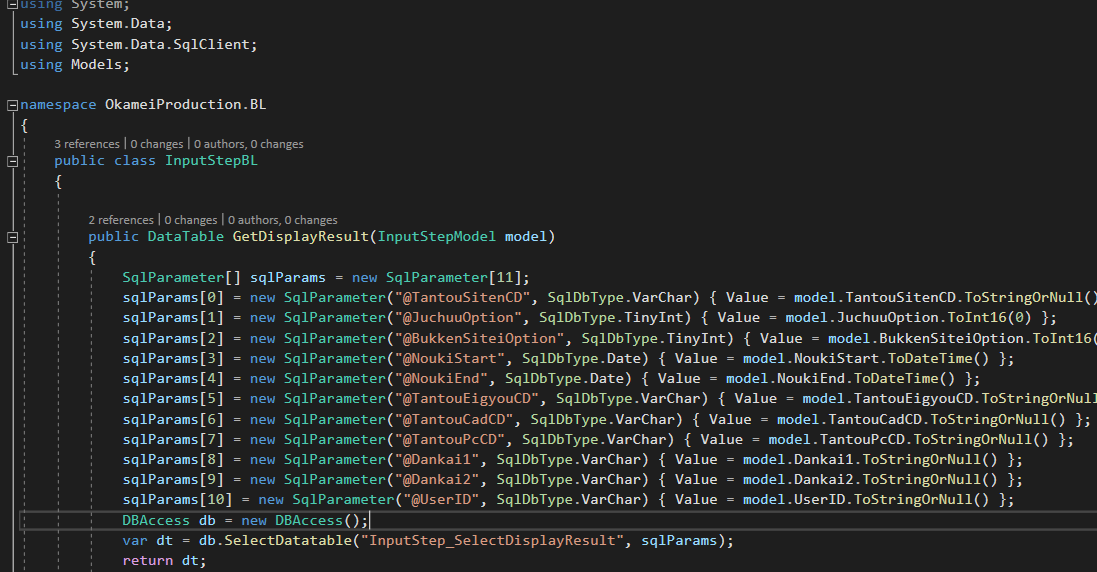 using System;
using System.Data;
using System.Data.SqlClient;
using Models;
namespace OkameiProduction.BL
{
3 references | 0 changes | 0 authors, 0 changes
public class InputStepBL
{
2 references | 0 changes | 0 authors, 0 changes
public DataTable GetDisplayResult(InputStepModel model)
{
SqlParameter[] sqlParams = new SqlParameter[11];
sqlParams[0] = new SqlParameter("@TantouSitenCD", SqlDbType.VarChar) { Value = model.TantouSitenCD.ToStringOrNull()
sqlParams[1] = new SqlParameter("@JuchuuOption", SqlDbType.TinyInt) { Value = model.JuchuuOption.ToInt16(0) };
sqlParams[2] = new SqlParameter("@BukkenSiteiOption", SqlDbType.TinyInt) { Value = model.BukkenSiteiOption.ToInt16(
sqlParams[3] = new SqlParameter("@NoukiStart", SqlDbType.Date) { Value = model.NoukiStart.ToDateTime() };
sqlParams[4] = new SqlParameter("@NoukiEnd", SqlDbType.Date) { Value = model.NoukiEnd.ToDateTime() };
sqlParams[5] = new SqlParameter("@TantouEigyouCD", SqlDbType.VarChar) { Value = model.TantouEigyouCD.ToStringOrNull
sqlParams[6] = new SqlParameter("@TantouCadCD", SqlDbType.VarChar) { Value = model.TantouCadCD.ToStringOrNull() };
sqlParams[7] = new SqlParameter("@TantouPcCD", SqlDbType.VarChar) { Value = model.TantouPcCD.ToStringOrNull() };
sqlParams[8] = new SqlParameter("@Dankai1", SqlDbType.VarChar) { Value = model.Dankai1.ToStringOrNull() };
sqlParams[9] = new SqlParameter("@Dankai2", SqlDbType.VarChar) { Value = model.Dankai2.ToStringOrNull() };
sqlParams[10] = new SqlParameter("@UserID", SqlDbType.VarChar) { Value = model.UserID.ToStringOrNull() };
DBAccess db = new DBAccess();
var dt = db.SelectDatatable("InputStep_SelectDisplayResult", sqlParams);
return dt;